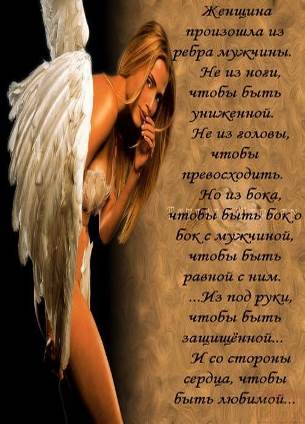 Женщина
произошла из
ребра мужчины.
Не из ноги,
чтобы быть
униженной.
Не из головы,
чтобы
превосходить.
Но из бока,
чтобы быть бок о
бок с мужчиной,
чтобы быть
равной с ним.
...Из под руки,
чтобы быть
защищённой...
И со стороны
сердца, чтобы
быть любимой...